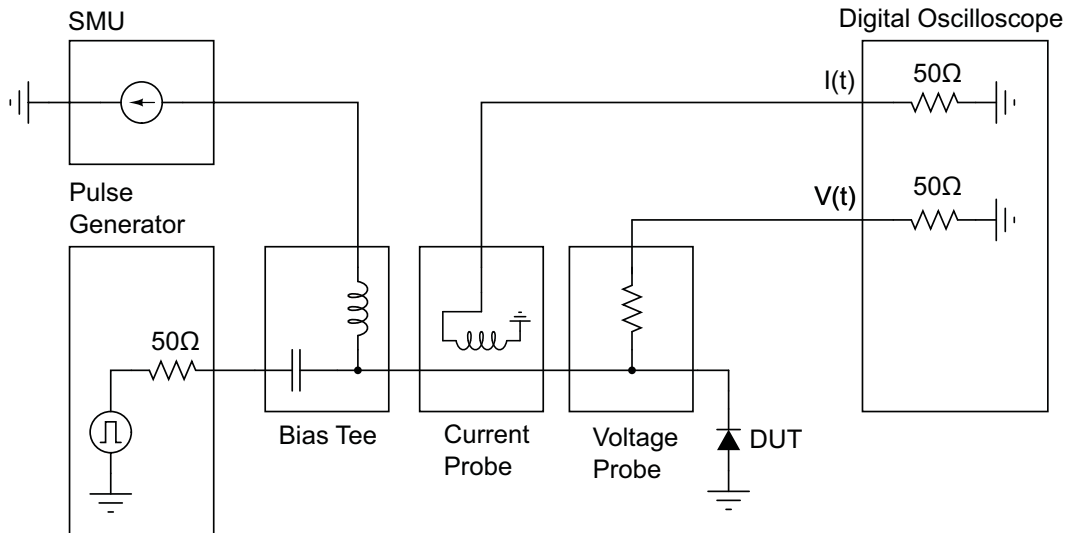 SMU
Digital Oscilloscope
I(t)
50Ω
V(t)
50Ω
Pulse
Generator
50Ω
Bias Tee
Current
Probe
Voltage
Probe
DUT